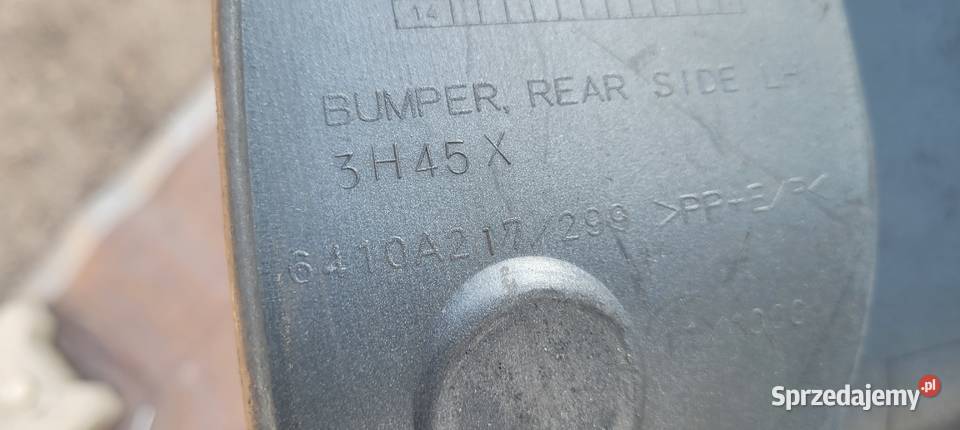 14
BUMPER, REAR SIDE
3H45X
6410A217/299 >PP-E/P<
Sprzedajemy.pl